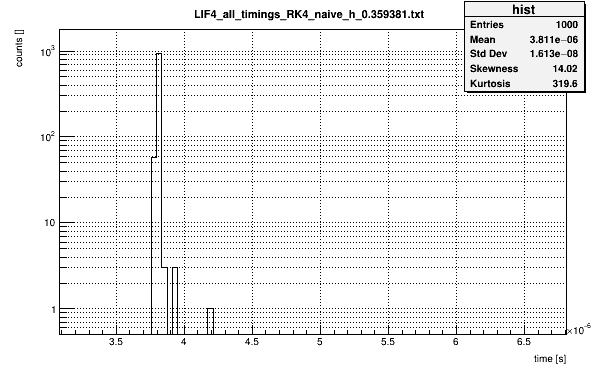 LIF4_all_timings_RK4_naive_h_0.359381.txt
hist
Entries 1000
Mean 3.811e−06
Std Dev 1.613e−08
Skewness 14.02
Kurtosis 319.6
counts []
10³
10²
10
1
3.5 4 4.5 5 5.5 6 6.5
×10⁻⁶
time [s]